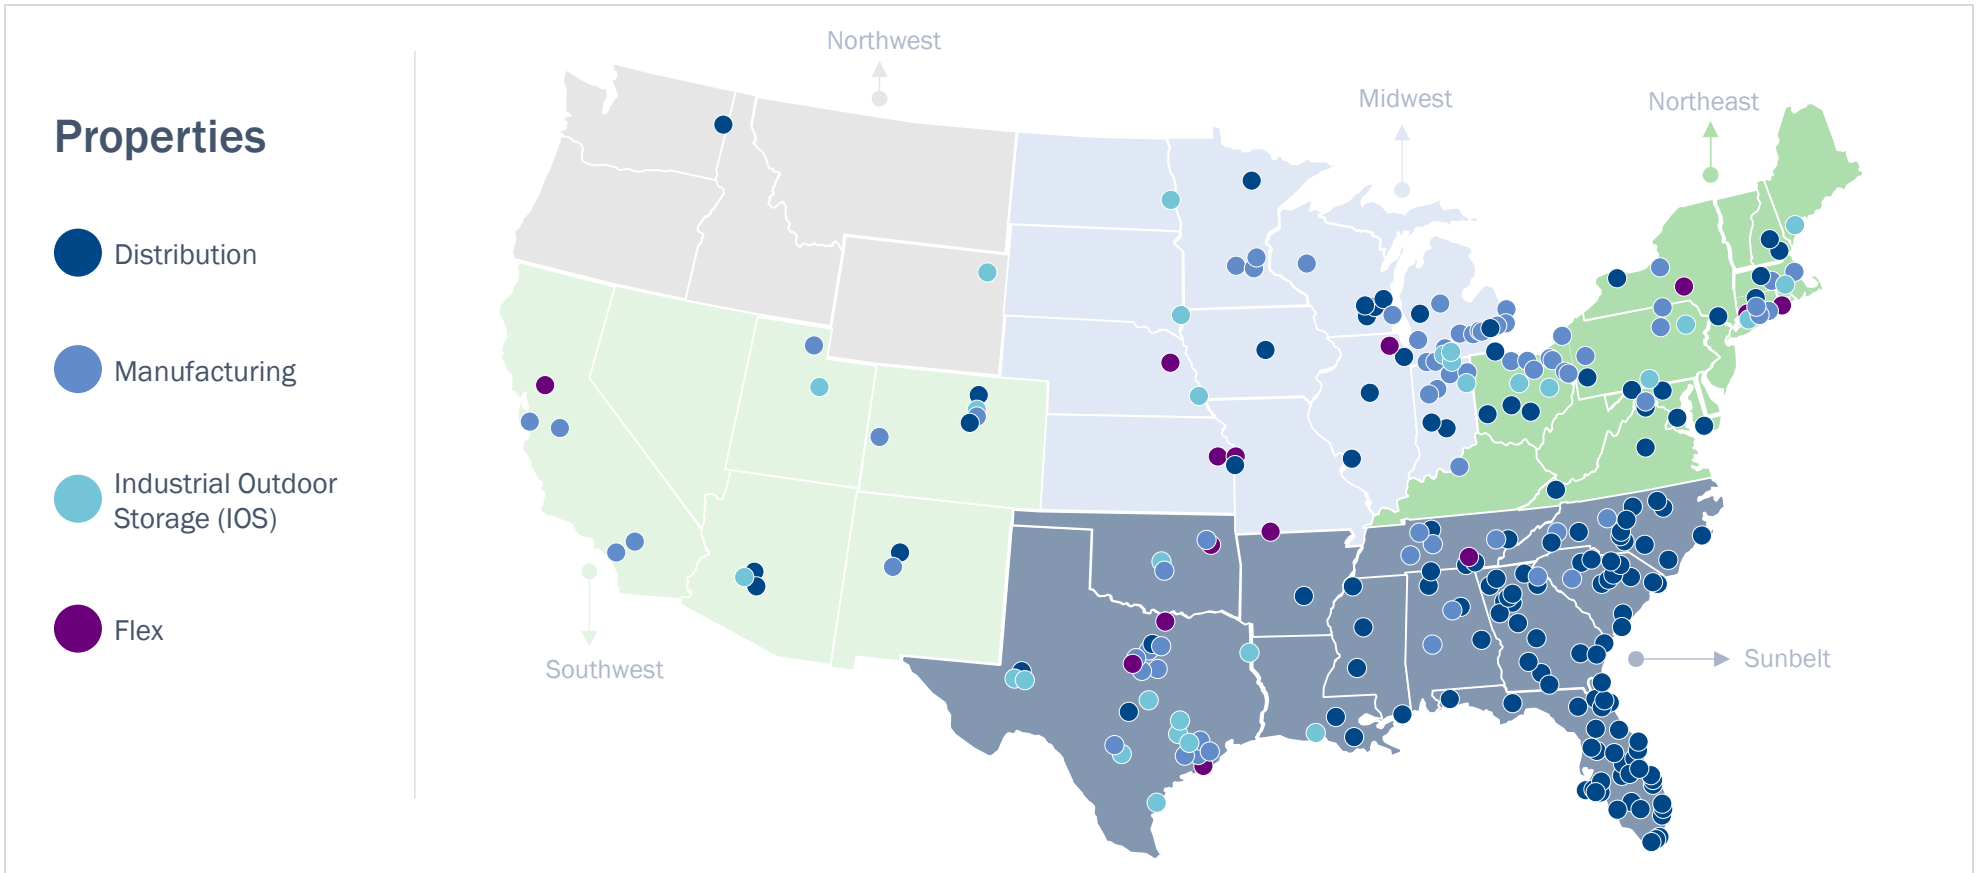 Properties
Distribution
Manufacturing
Industrial Outdoor
Storage (IOS)
Flex
Northwest
Midwest
Northeast
Southwest
Sunbelt